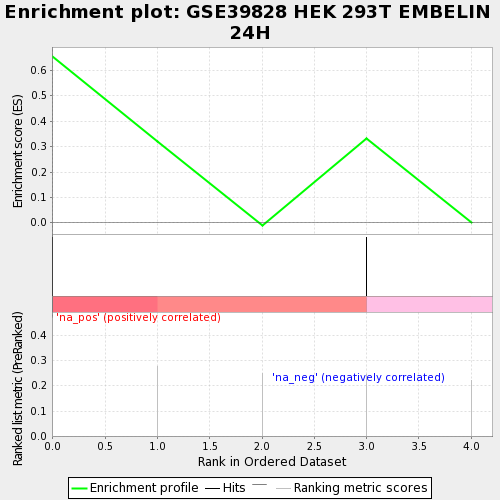 Enrichment plot: GSE39828 HEK 293T EMBELIN
24H
Enrichment score (ES)
0.6
0.5
0.4
0.3
0.2
0.1
0.0
'na_pos' (positively correlated)
'na_neg' (negatively correlated)
Ranked list metric (PreRanked)
0.4
0.3
0.2
0.1
0.0
0.0 0.5 1.0 1.5 2.0 2.5 3.0 3.5 4.0
Rank in Ordered Dataset
Enrichment profile Hits Ranking metric scores